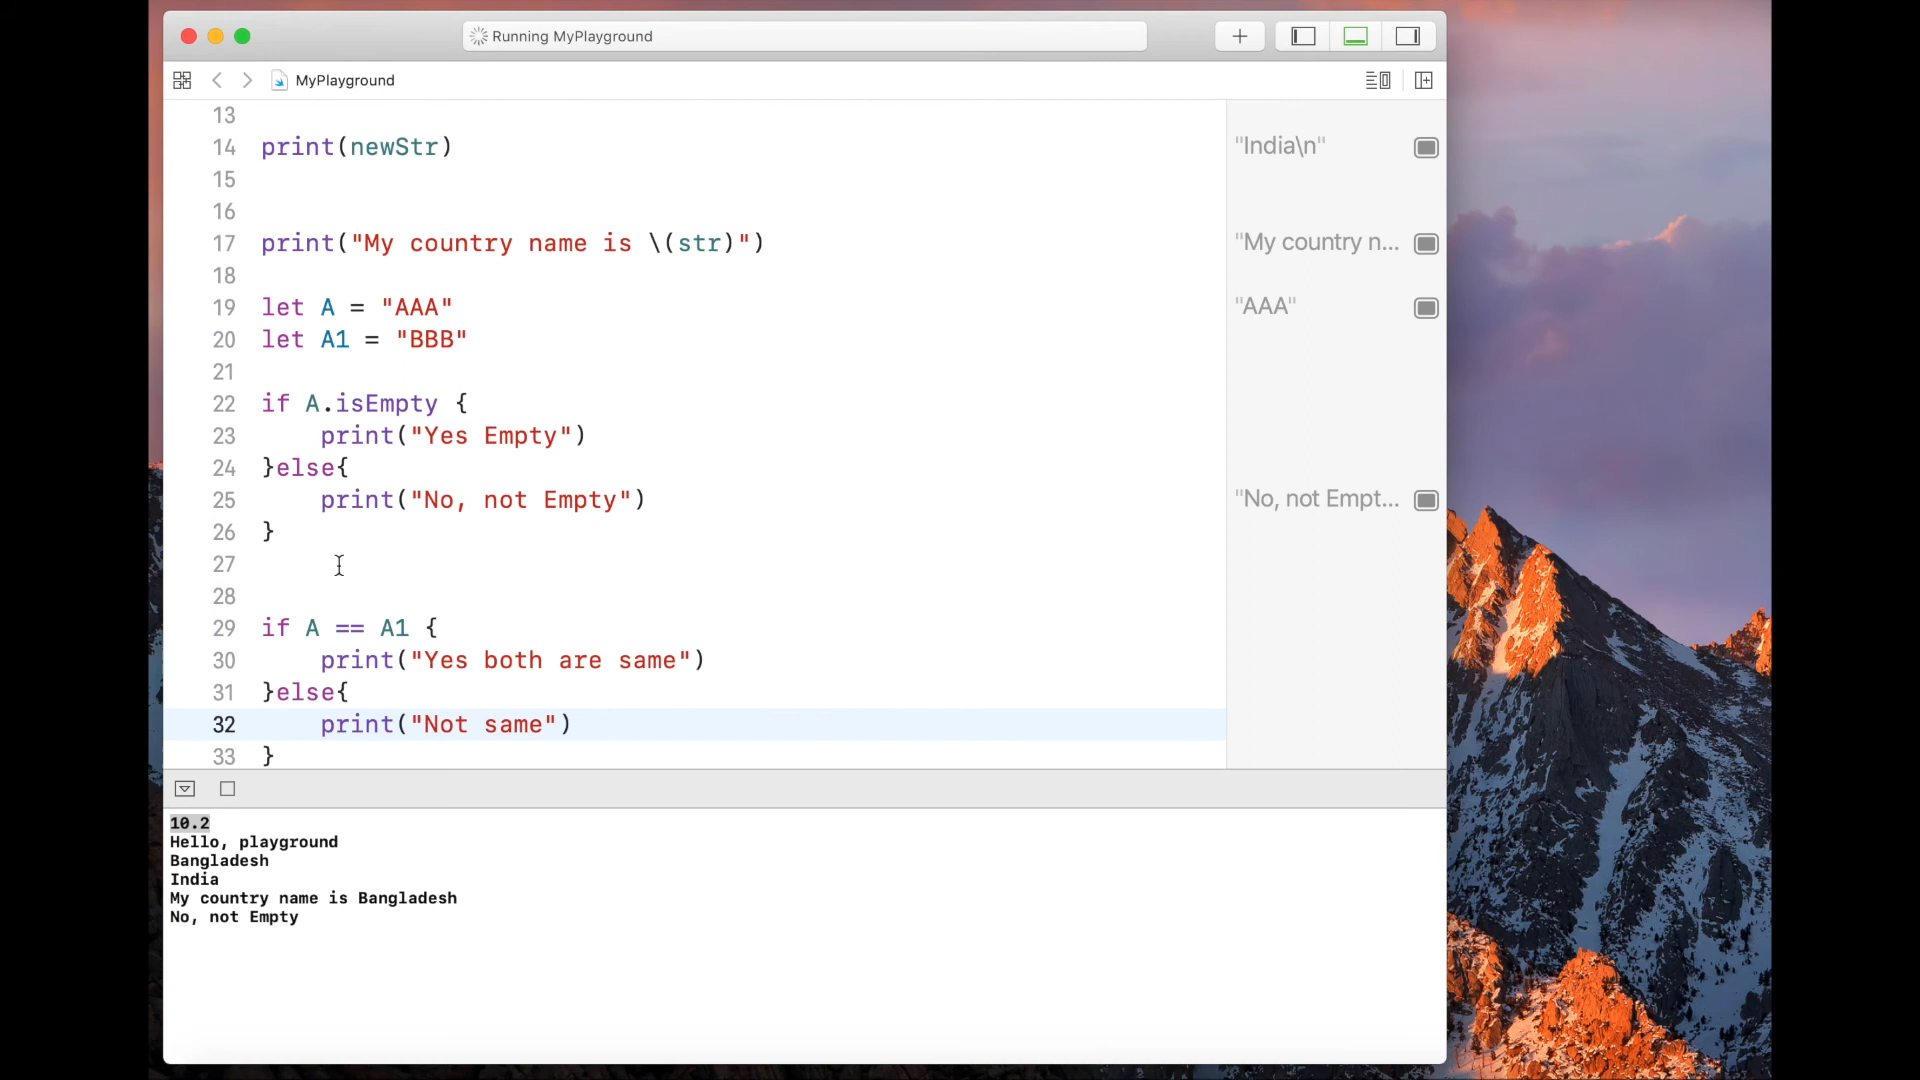 Running MyPlayground
MyPlayground
13
14 print(newStr) "India\n"
15
16
17 print("My country name is \(str)") "My country n...
18
19 let A = "AAA" "AAA"
20 let A1 = "BBB"
21
22 if A.isEmpty {
23 print("Yes Empty")
24 }else{
25 print("No, not Empty") "No, not Empt...
26 }
27
28
29 if A == A1 {
30 print("Yes both are same")
31 }else{
32 print("Not same")
33 }
10.2
Hello, playground
Bangladesh
India
My country name is Bangladesh
No, not Empty